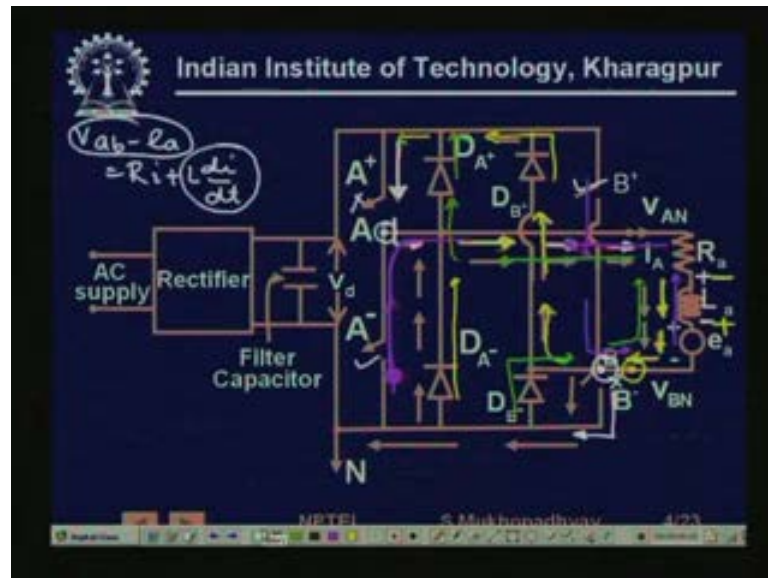 Indian Institute of Technology, Kharagpur
Vab - ea
= Ri + L di/dt
A+
DA+
DB+
B+
A
VAN
IA
Ra
AC supply
Rectifier
Vd
La
+
-
+
+
-
ea
A-
DA-
Filter
Capacitor
DB-
B-
VBN
N
NPTEL S.Mukhopadhyay 4/23